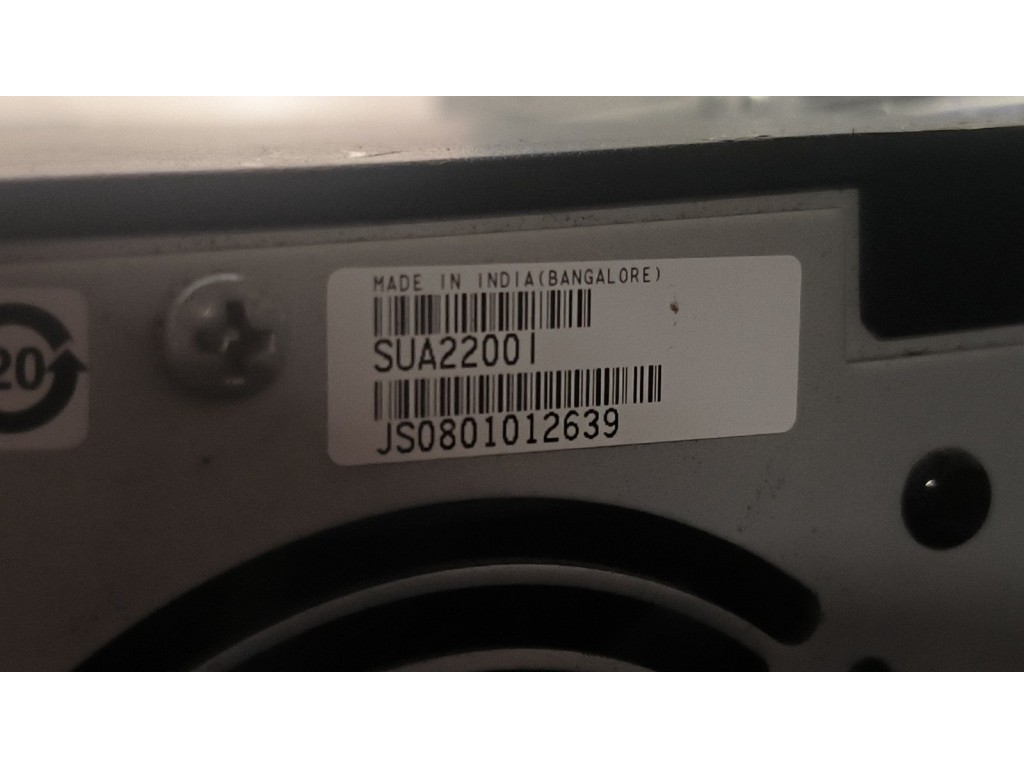 MADE IN INDIA(BANGALORE)
SUA2200I
JS0801012639
20